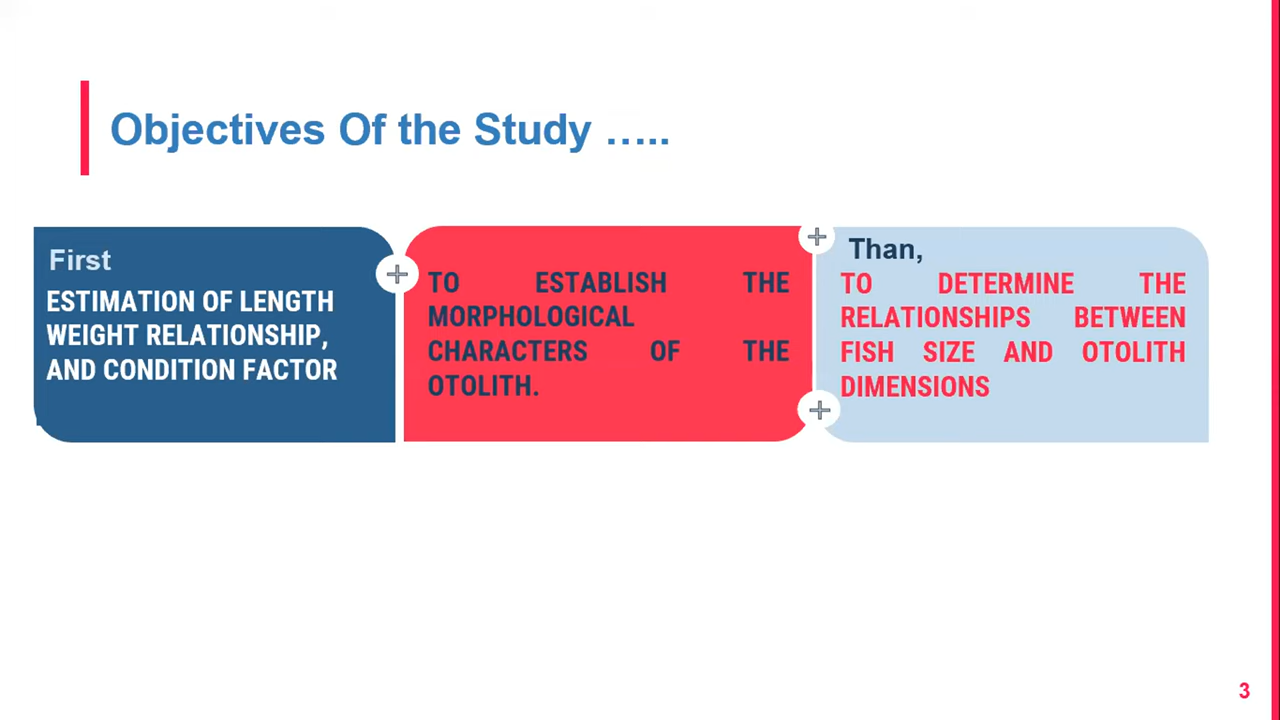 Objectives Of the Study …..
First
ESTIMATION OF LENGTH
WEIGHT RELATIONSHIP,
AND CONDITION FACTOR
TO ESTABLISH THE
MORPHOLOGICAL
CHARACTERS OF THE
OTOLITH.
Than,
TO DETERMINE THE
RELATIONSHIPS BETWEEN
FISH SIZE AND OTOLITH
DIMENSIONS
3